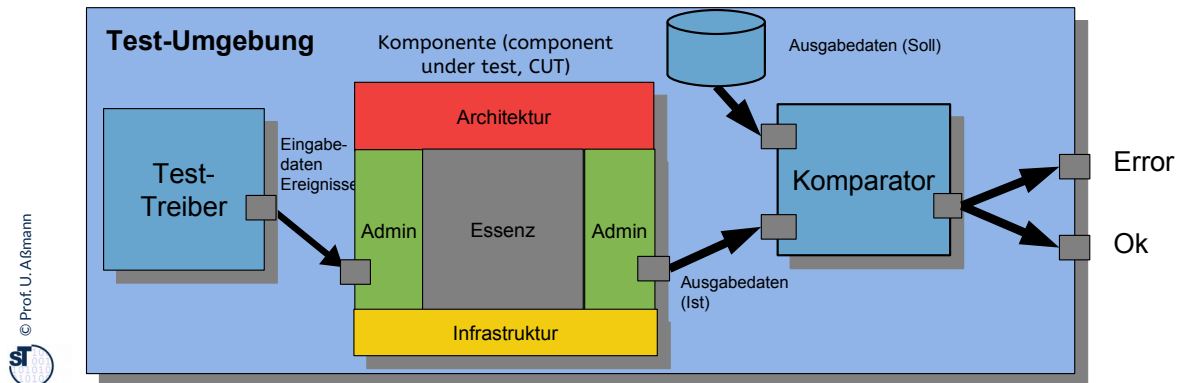 Test-Umgebung
Komponente (component
under test, CUT)
Ausgabedaten (Soll)
Architektur
Test-
Treiber
Eingabe-
daten
Ereignisse
Admin
Essenz
Admin
Infrastruktur
Ausgabedaten
(Ist)
Komparator
Error
Ok
© Prof. U. Aßmann
ST